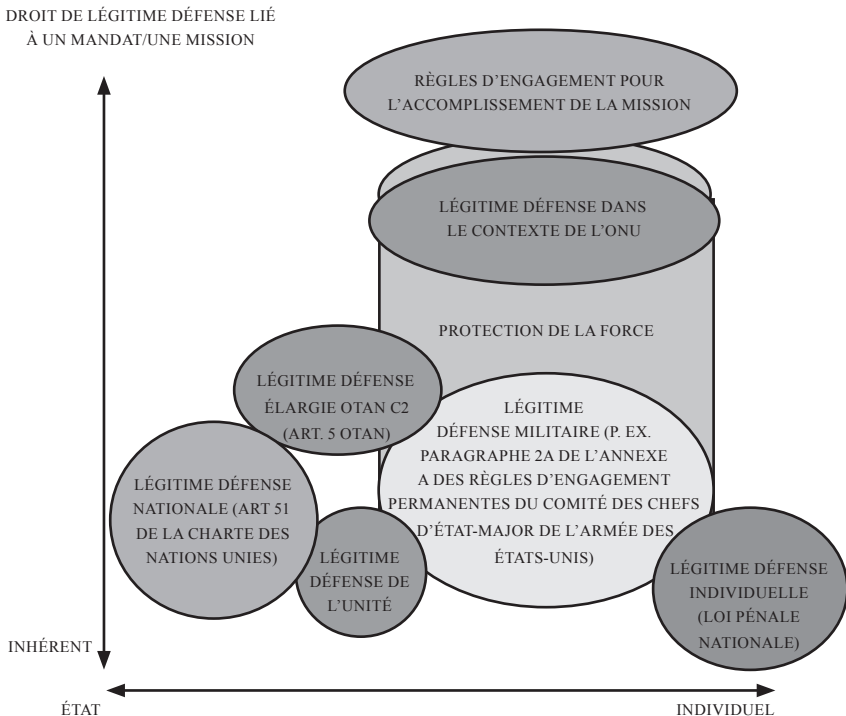 DROIT DE LÉGITIME DÉFENSE LIÉ
À UN MANDAT/UNE MISSION
RÈGLES D'ENGAGEMENT POUR
L'ACCOMPLISSEMENT DE LA MISSION
LÉGITIME DÉFENSE DANS
LE CONTEXTE DE L'ONU
PROTECTION DE LA FORCE
LÉGITIME DÉFENSE
ÉLARGIE OTAN C2
(ART. 5 OTAN)
LÉGITIME
DÉFENSE MILITAIRE (P. EX.
PARAGRAPHE 2A DE L'ANNEXE
A DES RÈGLES D'ENGAGEMENT
PERMANENTES DU COMITÉ DES CHEFS
D'ÉTAT-MAJOR DE L'ARMÉE DES
ÉTATS-UNIS)
LÉGITIME DÉFENSE
NATIONALE (ART 51
DE LA CHARTE DES
NATIONS UNIES)
LÉGITIME
DÉFENSE DE
L'UNITÉ
LÉGITIME DÉFENSE
INDIVIDUELLE
(LOI PÉNALE
NATIONALE)
INHÉRENT
ÉTAT
INDIVIDUEL